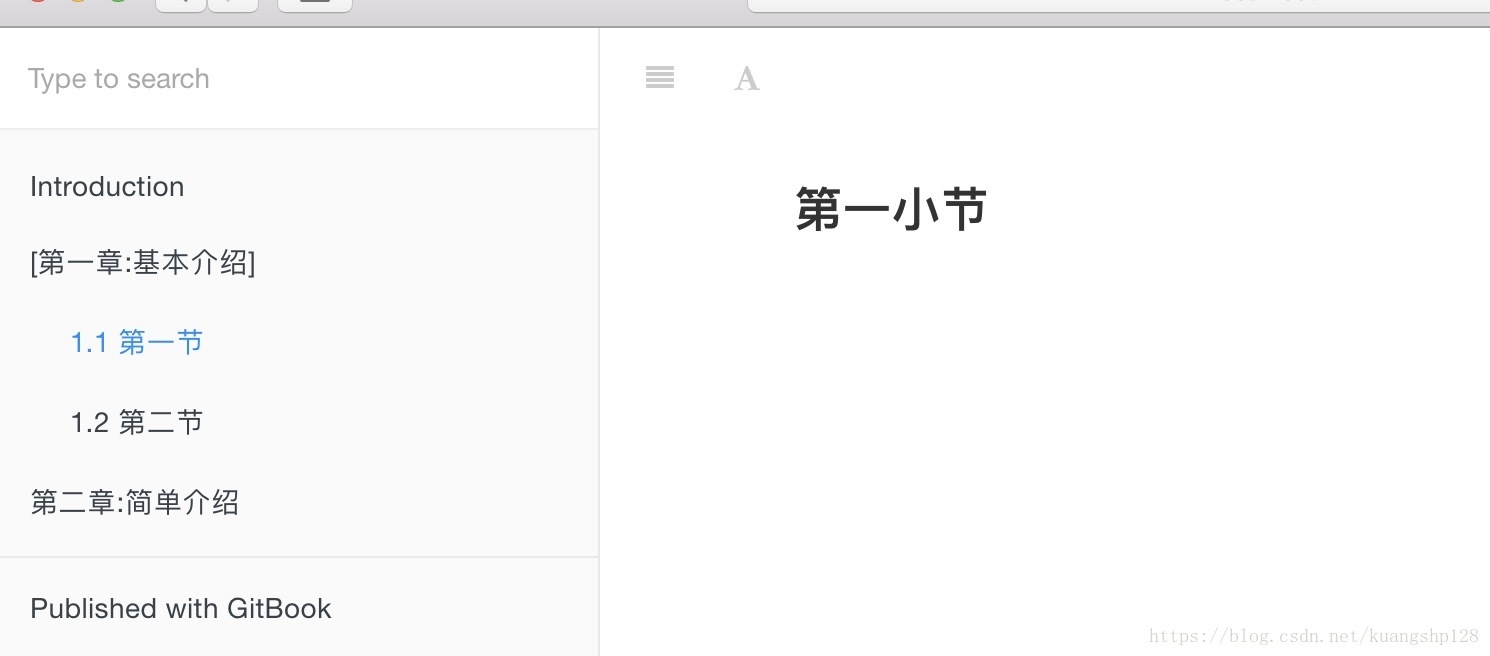 Type to search
A
Introduction
[第一章:基本介绍]
1.1 第一节
1.2 第二节
第二章:简单介绍
Published with GitBook
第一小节
https://blog.csdn.net/kuangshp128